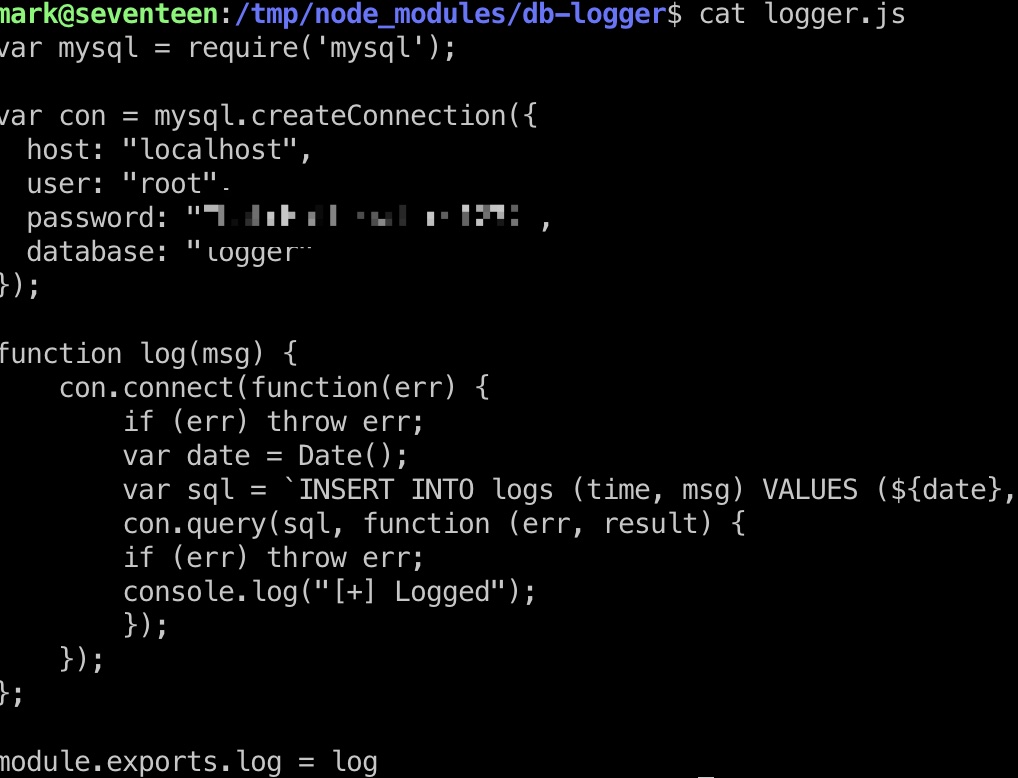 mark@seventeen:/tmp/node_modules/db-logger$ cat logger.js
var mysql = require('mysql');
var con = mysql.createConnection({
  host: "localhost",
  user: "root"
  password: " ,
  database: "logger"
});
function log(msg) {
    con.connect(function(err) {
        if (err) throw err;
        var date = Date();
        var sql = `INSERT INTO logs (time, msg) VALUES (${date},
        con.query(sql, function (err, result) {
        if (err) throw err;
        console.log("[+] Logged");
        });
    });
};
module.exports.log = log